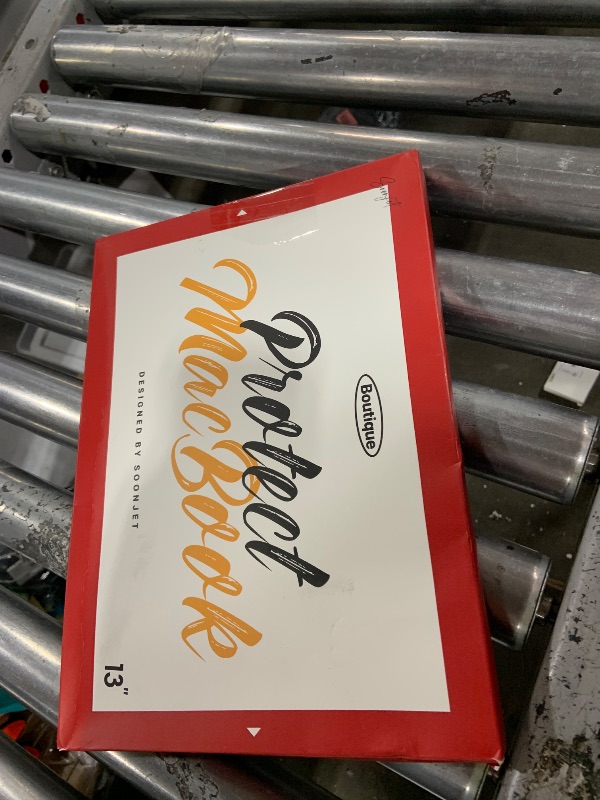 Boutique
Protect
MacBook
DESIGNED BY SOONJET
13"